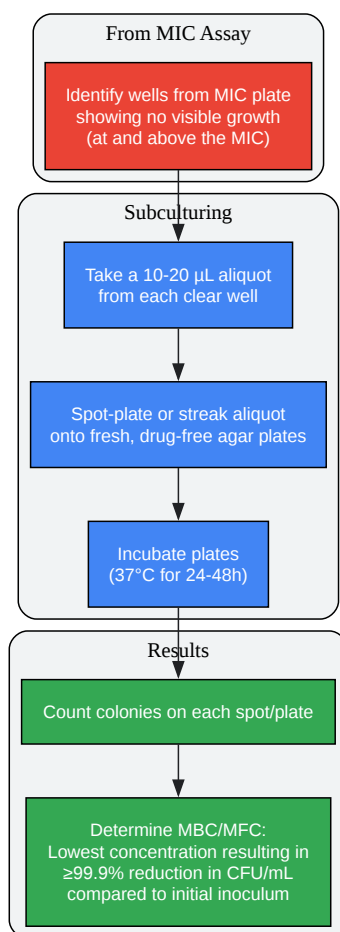 From MIC Assay
Identify wells from MIC plate
showing no visible growth
(at and above the MIC)
Subculturing
Take a 10-20 µL aliquot
from each clear well
Spot-plate or streak aliquot
onto fresh, drug-free agar plates
Incubate plates
(37°C for 24-48h)
Results
Count colonies on each spot/plate
Determine MBC/MFC:
Lowest concentration resulting in
≥99.9% reduction in CFU/mL
compared to initial inoculum